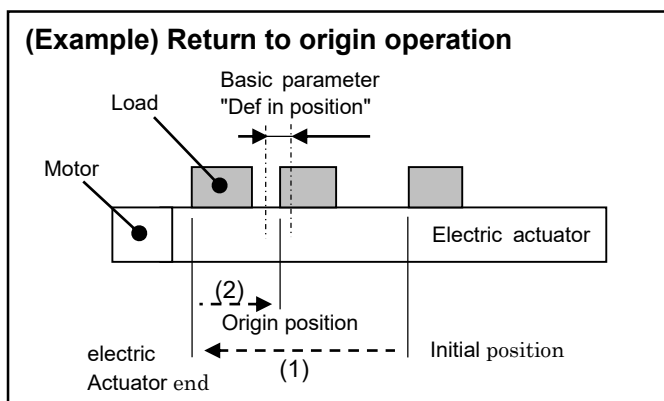 (Example) Return to origin operation
Basic parameter
"Def in position"
Load
Motor
Electric actuator
(2)
Origin position
electric
Actuator end
(1)
Initial position